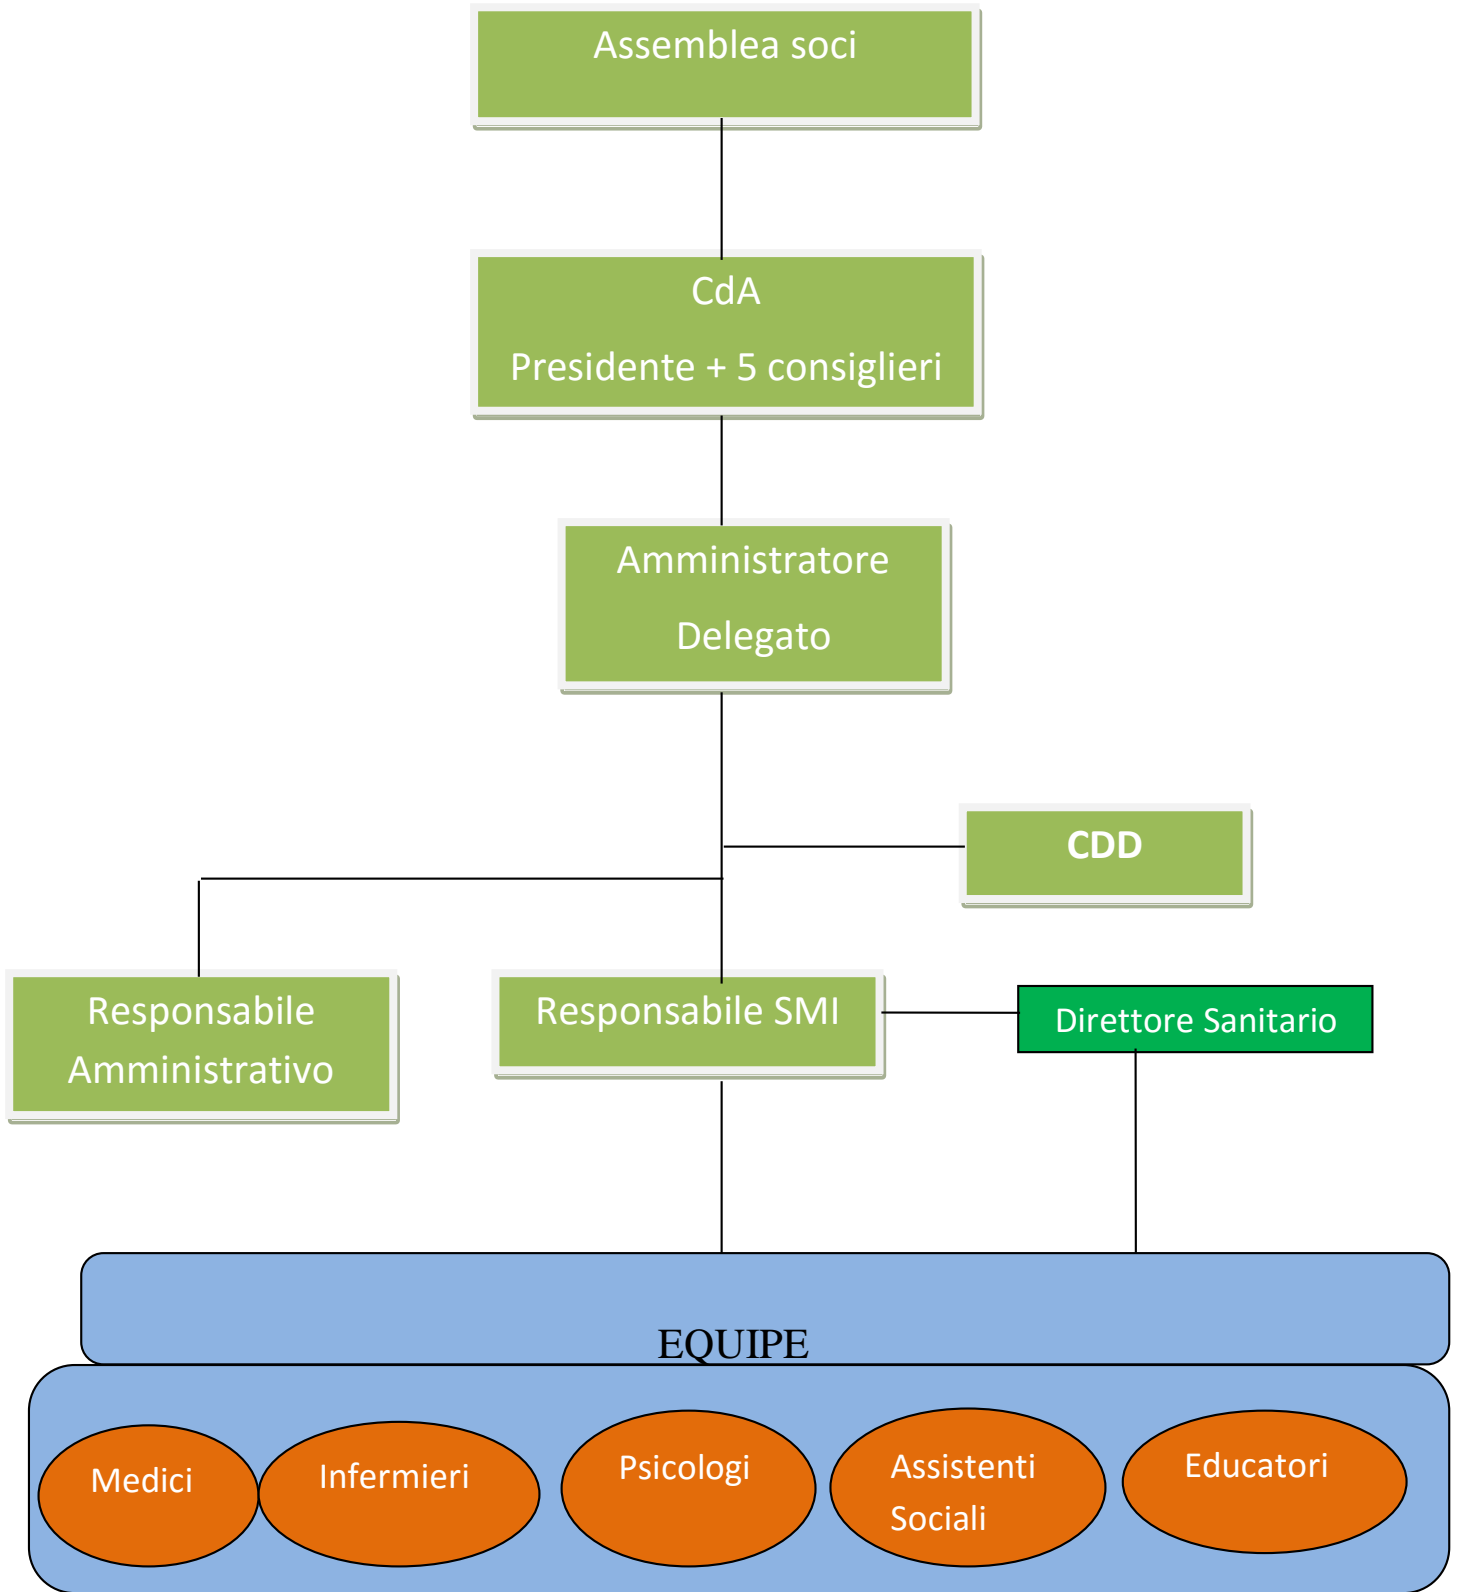 Assemblea soci
CdA
Presidente + 5 consiglieri
Amministratore
Delegato
CDD
Responsabile
Amministrativo
Responsabile SMI
Direttore Sanitario
EQUIPE
Medici
Infermieri
Psicologi
Assistenti
Sociali
Educatori